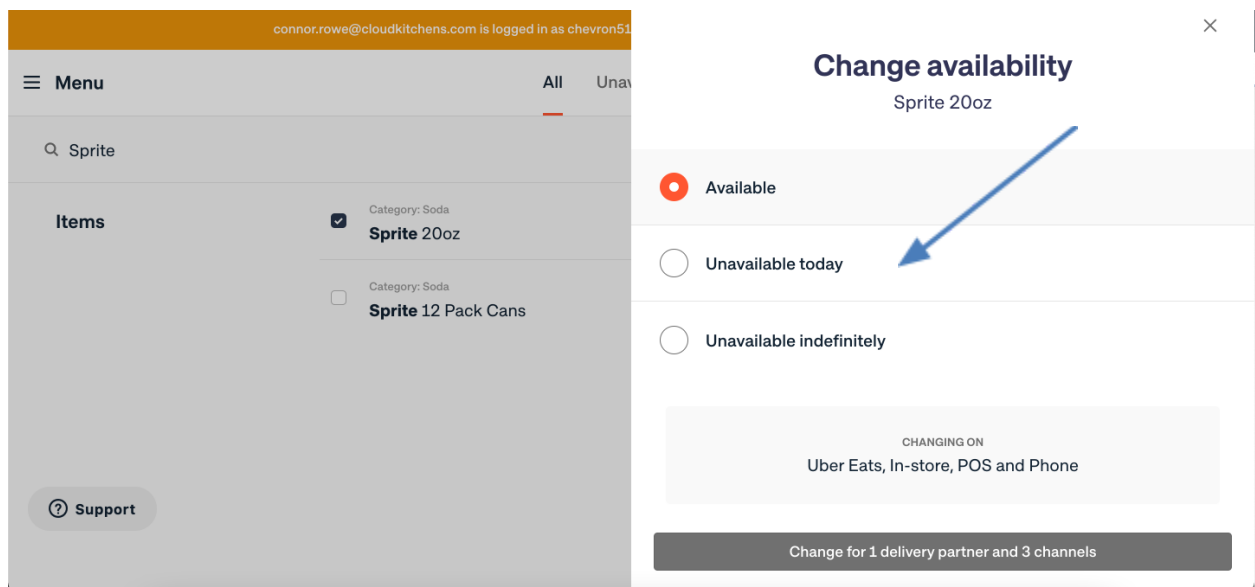 connor.rowe@cloudkitchens.com is logged in as chevron51
Menu
All
Sprite
Items
Category: Soda
Sprite 20oz
Category: Soda
Sprite 12 Pack Cans
Support
Change availability
Sprite 20oz
Available
Unavailable today
Unavailable indefinitely
CHANGING ON
Uber Eats, In-store, POS and Phone
Change for 1 delivery partner and 3 channels